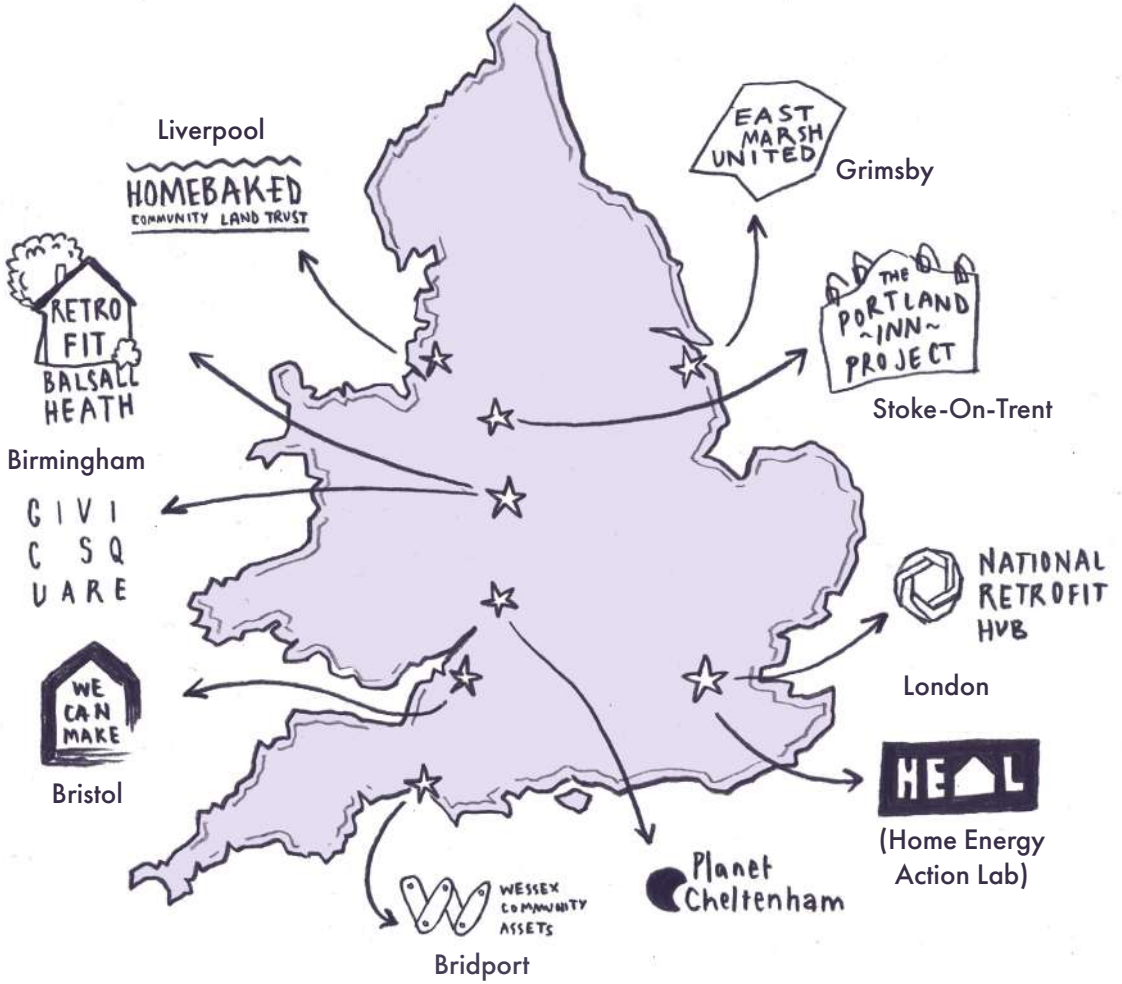 Liverpool
HOMEBAKED
COMMUNITY LAND TRUST
EAST
MARSH
UNITED
Grimsby
RETRO
FIT
BALSALL
HEATH
Birmingham
THE
PORTLAND
~INN~
PROJECT
Stoke-On-Trent
CIVI
C SQ
UARE
NATIONAL
RETROFIT
HUB
London
WE
CAN
MAKE
Bristol
HE L
(Home Energy
Action Lab)
Planet
Cheltenham
WESSEX
COMMUNITY
ASSETS
Bridport